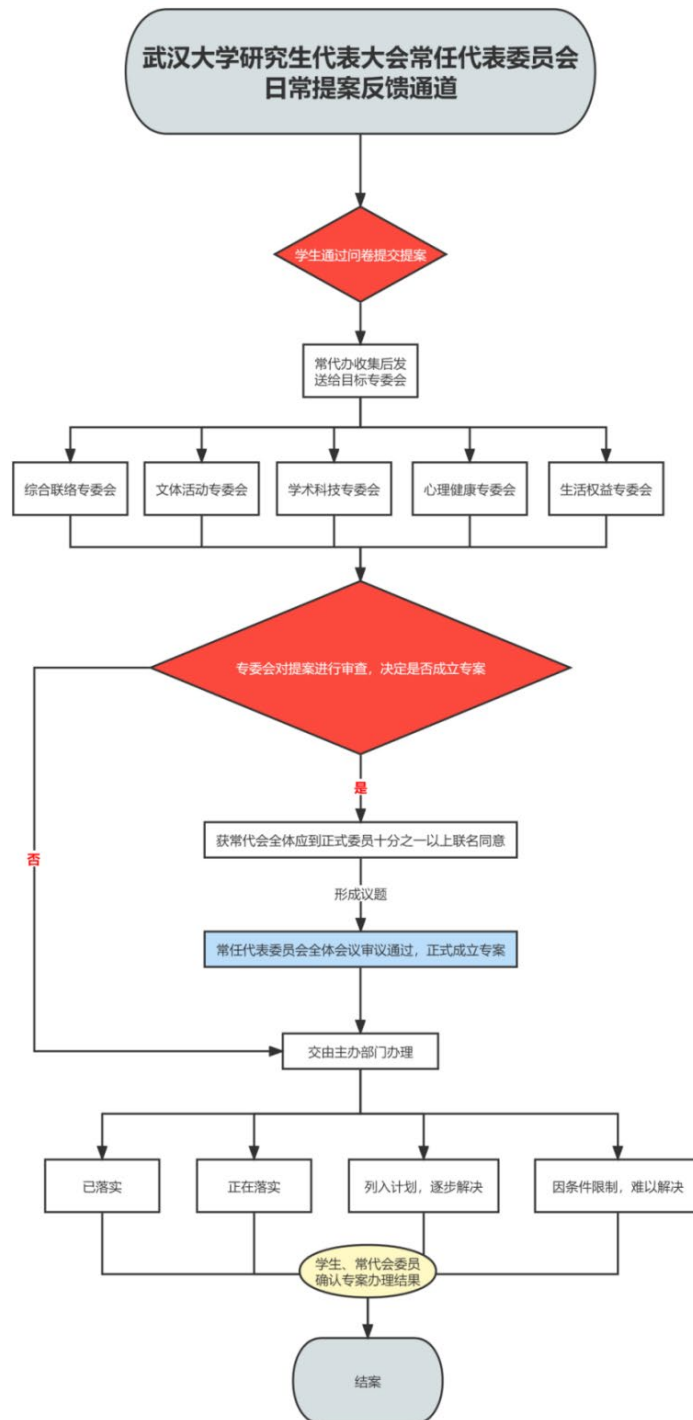 武汉大学研究生代表大会常任代表委员会
日常提案反馈通道
学生通过问卷提交提案
常代办收集后发
送给目标专委会
综合联络专委会
文体活动专委会
学术科技专委会
心理健康专委会
生活权益专委会
专委会对提案进行审查，决定是否成立专案
是
否
获常代会全体应到正式委员十分之一以上联名同意
形成议题
常任代表委员会全体会议审议通过，正式成立专案
交由主办部门办理
已落实
正在落实
列入计划，逐步解决
因条件限制，难以解决
学生、常代会委员
确认专案办理结果
结案